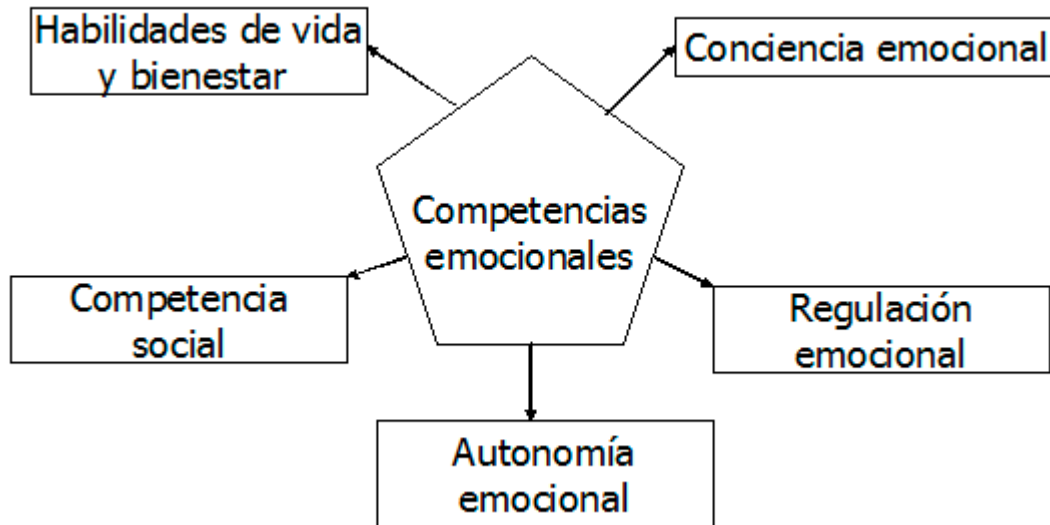 Habilidades de vida
y bienestar
Conciencia emocional
Competencias
emocionales
Competencia
social
Regulación
emocional
Autonomía
emocional